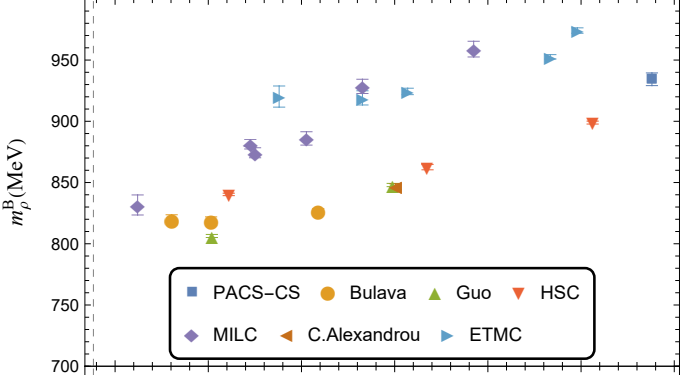 950
900
850
800
750
700
m_ρ^B(MeV)
PACS−CS Bulava Guo HSC
MILC C.Alexandrou ETMC